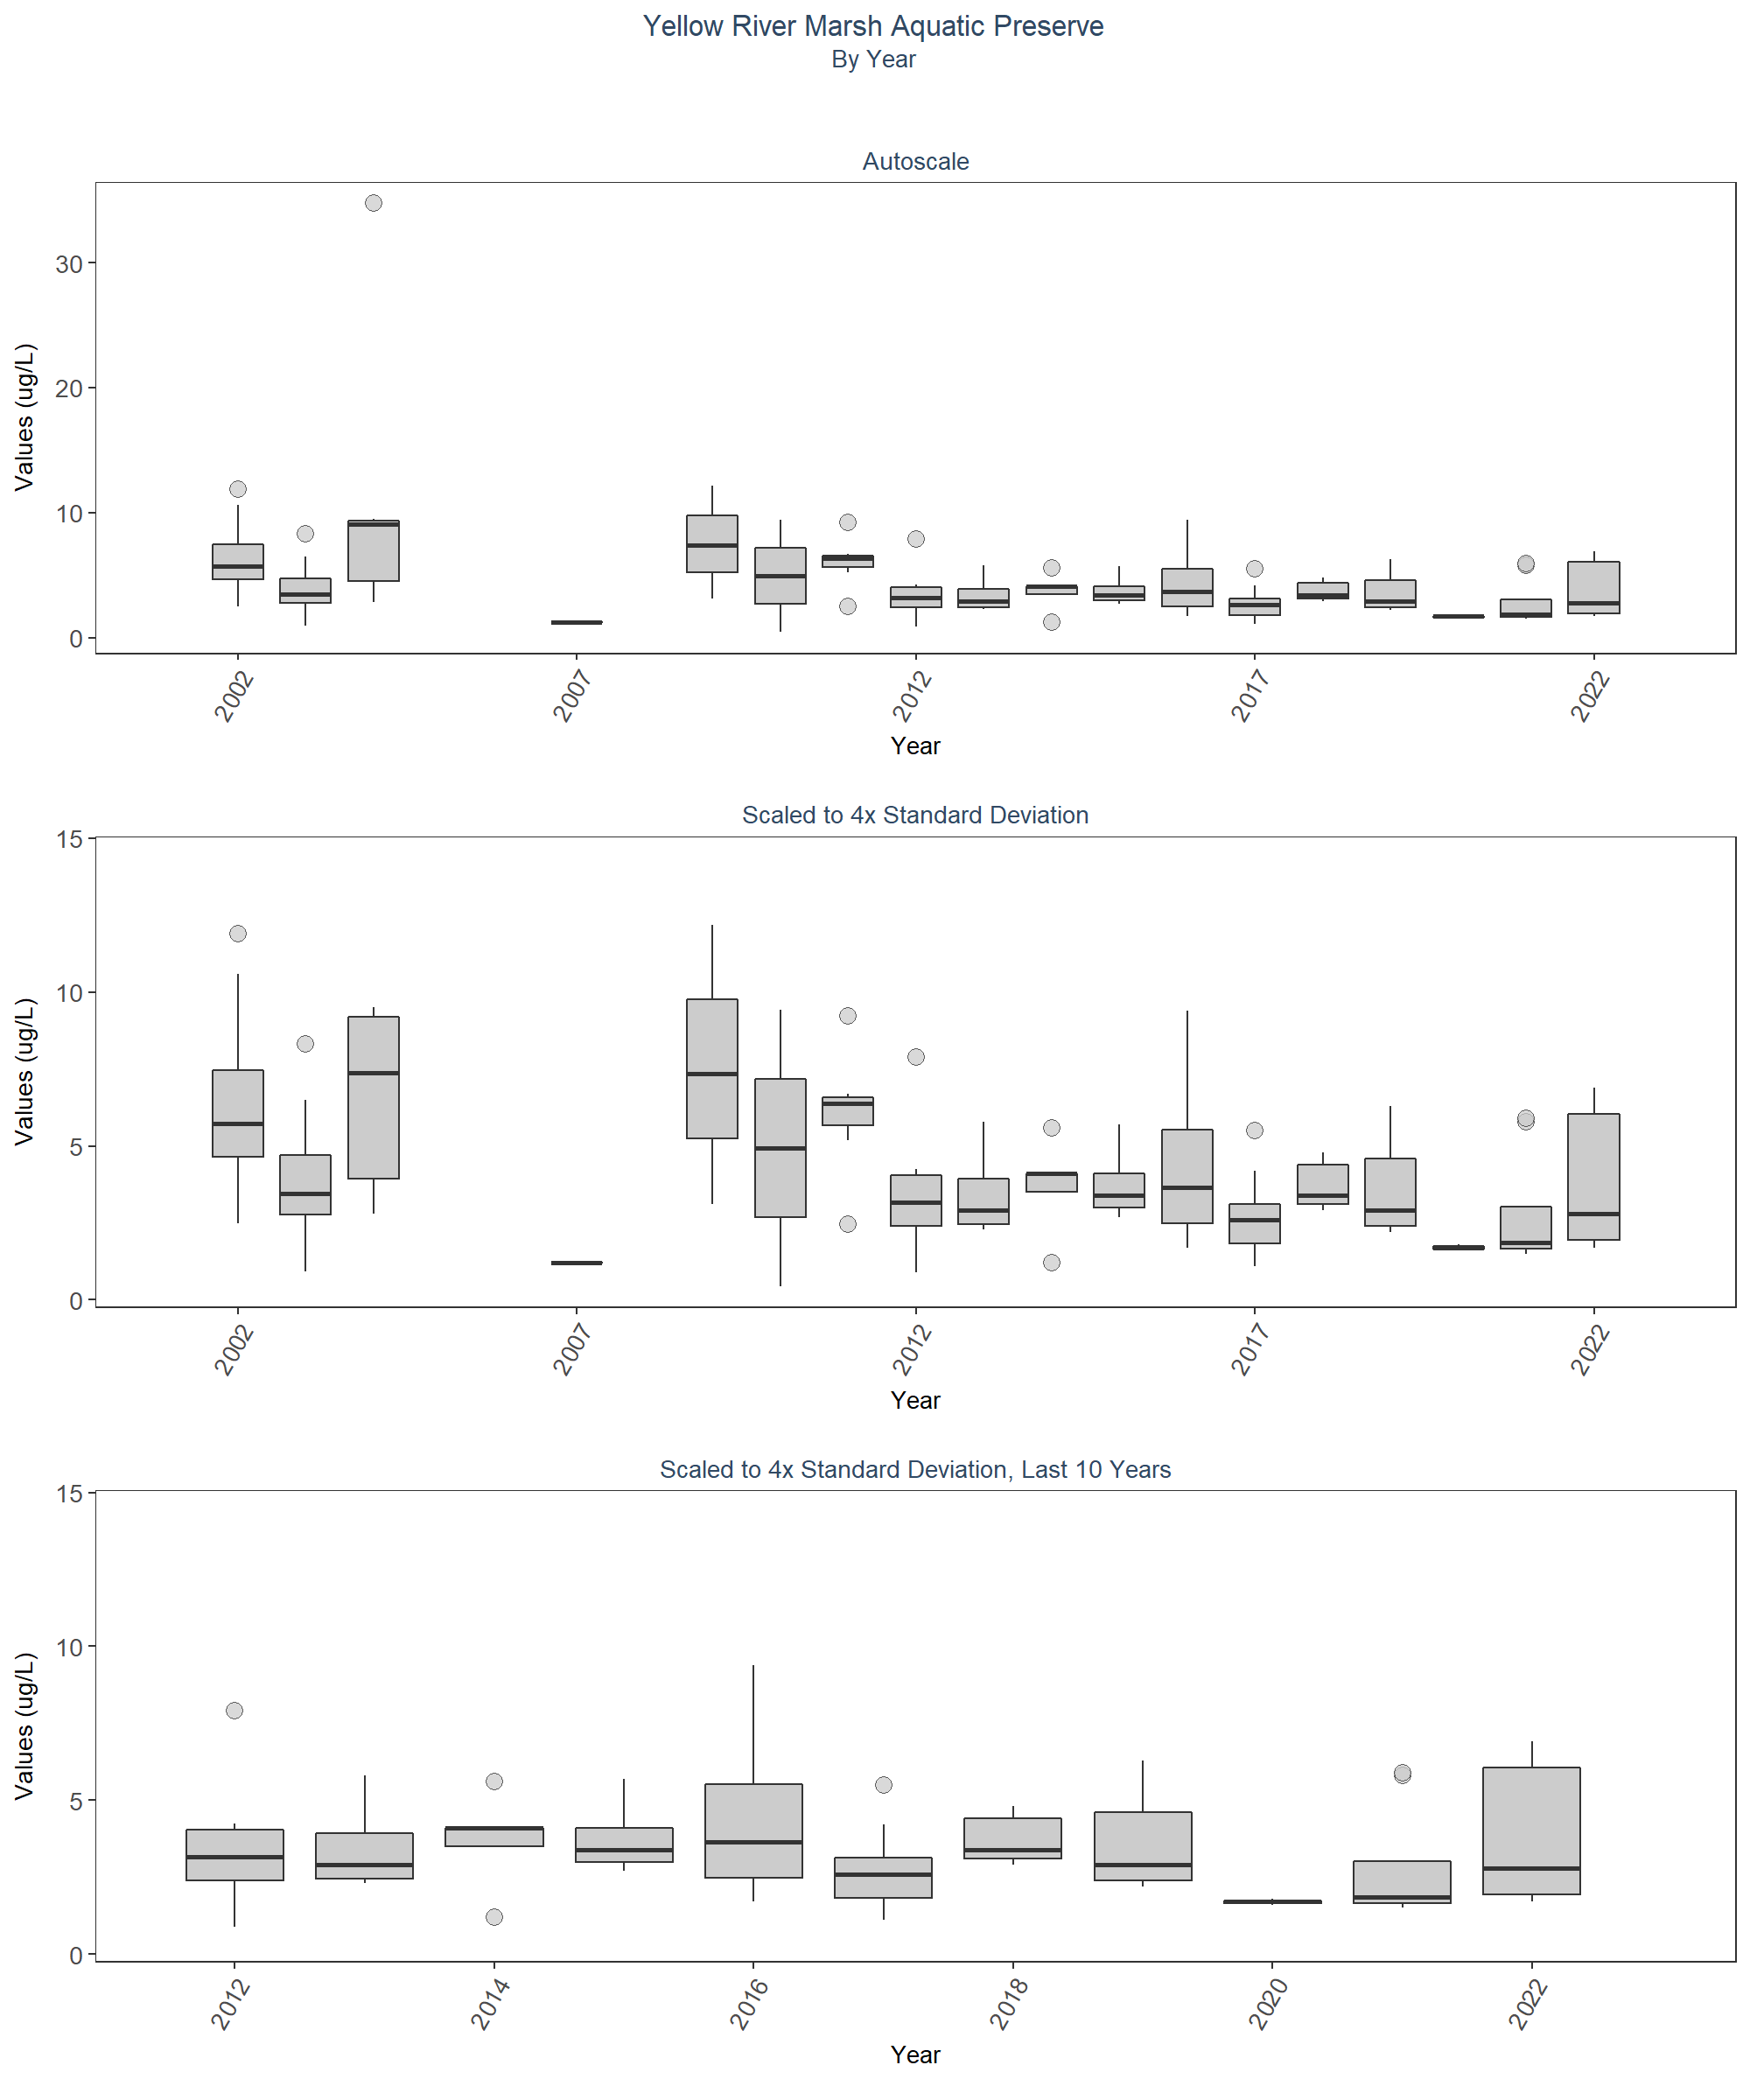 Yellow River Marsh Aquatic Preserve
By Year
Autoscale
Values (ug/L)
30
20
10
0
2002
2007
2012
2017
2022
Year
Scaled to 4x Standard Deviation
Values (ug/L)
15
10
5
0
2002
2007
2012
2017
2022
Year
Scaled to 4x Standard Deviation, Last 10 Years
Values (ug/L)
15
10
5
0
2012
2014
2016
2018
2020
2022
Year